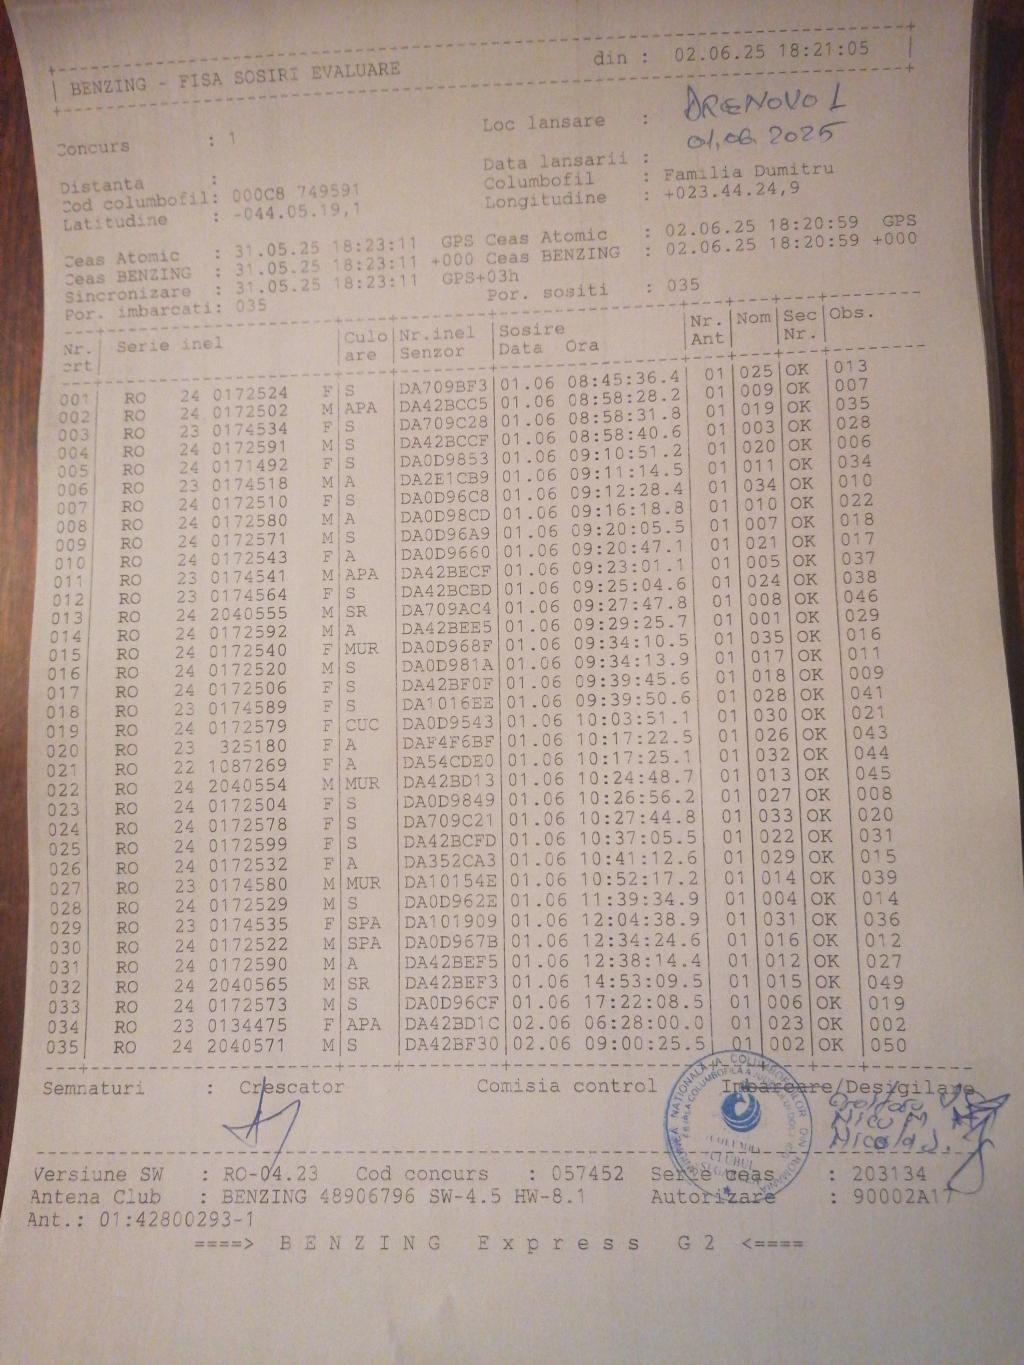 BENZING - FISA SOSIRI EVALUARE din : 02.06.25 18:21:05
Concurs : 1 Loc lansare : DRENOVO L
01,06.2025
Distanta : Data lansarii :
Cod columbofil: 000C8 749591 Columbofil : Familia Dumitru
Latitudine : -044.05.19,1 Longitudine : +023.44.24,9
Ceas Atomic : 31.05.25 18:23:11 GPS Ceas Atomic : 02.06.25 18:20:59 GPS
Ceas BENZING : 31.05.25 18:23:11 +000 Ceas BENZING : 02.06.25 18:20:59 +000
Sincronizare : 31.05.25 18:23:11 GPS+03h
Por. imbarcati: 035 Por. sositi : 035
Nr. Serie inel Culo Nr.inel Sosire Nr. Nom Sec Obs.
crt are Senzor Data Ora Ant Nr.
001 RO 24 0172524 F S DA709BF3 01.06 08:45:36.4 01 025 OK 013
002 RO 24 0172502 M APA DA42BCC5 01.06 08:58:28.2 01 009 OK 007
003 RO 23 0174534 F S DA709C28 01.06 08:58:31.8 01 019 OK 035
004 RO 24 0172591 M S DA42BCCF 01.06 08:58:40.6 01 003 OK 028
005 RO 24 0171492 F S DA0D9853 01.06 09:10:51.2 01 020 OK 006
006 RO 23 0174518 M A DA2E1CB9 01.06 09:11:14.5 01 011 OK 034
007 RO 24 0172510 F S DA0D96C8 01.06 09:12:28.4 01 034 OK 010
008 RO 24 0172580 M A DA0D98CD 01.06 09:16:18.8 01 010 OK 022
009 RO 24 0172571 M S DA0D96A9 01.06 09:20:05.5 01 007 OK 018
010 RO 24 0172543 F A DA0D9660 01.06 09:20:47.1 01 021 OK 017
011 RO 23 0174541 M APA DA42BECF 01.06 09:23:01.1 01 005 OK 037
012 RO 23 0174564 F S DA42BCBD 01.06 09:25:04.6 01 024 OK 038
013 RO 24 2040555 M SR DA709AC4 01.06 09:27:47.8 01 008 OK 046
014 RO 24 0172592 M A DA42BEE5 01.06 09:29:25.7 01 001 OK 029
015 RO 24 0172540 F MUR DA0D968F 01.06 09:34:10.5 01 035 OK 016
016 RO 24 0172520 M S DA0D981A 01.06 09:34:13.9 01 017 OK 011
017 RO 24 0172506 F S DA42BF0F 01.06 09:39:45.6 01 018 OK 009
018 RO 23 0174589 F S DA1016EE 01.06 09:39:50.6 01 028 OK 041
019 RO 24 0172579 F CUC DA0D9543 01.06 10:03:51.1 01 030 OK 021
020 RO 23 325180 F A DAF4F6BF 01.06 10:17:22.5 01 026 OK 043
021 RO 22 1087269 F A DA54CDE0 01.06 10:17:25.1 01 032 OK 044
022 RO 24 2040554 M MUR DA42BD13 01.06 10:24:48.7 01 013 OK 045
023 RO 24 0172504 F S DA0D9849 01.06 10:26:56.2 01 027 OK 008
024 RO 24 0172578 F S DA709C21 01.06 10:27:44.8 01 033 OK 020
025 RO 24 0172599 F S DA42BCFD 01.06 10:37:05.5 01 022 OK 031
026 RO 24 0172532 F A DA352CA3 01.06 10:41:12.6 01 029 OK 015
027 RO 23 0174580 M MUR DA10154E 01.06 10:52:17.2 01 014 OK 039
028 RO 24 0172529 M S DA0D962E 01.06 11:39:34.9 01 004 OK 014
029 RO 23 0174535 F SPA DA101909 01.06 12:04:38.9 01 031 OK 036
030 RO 24 0172522 M SPA DA0D967B 01.06 12:34:24.6 01 016 OK 012
031 RO 24 0172590 M A DA42BEF5 01.06 12:38:14.4 01 012 OK 027
032 RO 24 2040565 M SR DA42BEF3 01.06 14:53:09.5 01 015 OK 049
033 RO 24 0172573 M S DA0D96CF 01.06 17:22:08.5 01 006 OK 019
034 RO 23 0134475 F APA DA42BD1C 02.06 06:28:00.0 01 023 OK 002
035 RO 24 2040571 M S DA42BF30 02.06 09:00:25.5 01 002 OK 050
Semnaturi : Crescator Comisia control Imbarcare/Desigilare
Nicu M
Versiune SW : RO-04.23 Cod concurs : 057452 Serie ceas : 203134
Antena Club : BENZING 48906796 SW-4.5 HW-8.1 Autorizare : 90002A17
Ant.: 01:42800293-1
====> BENZING Express G2 <====